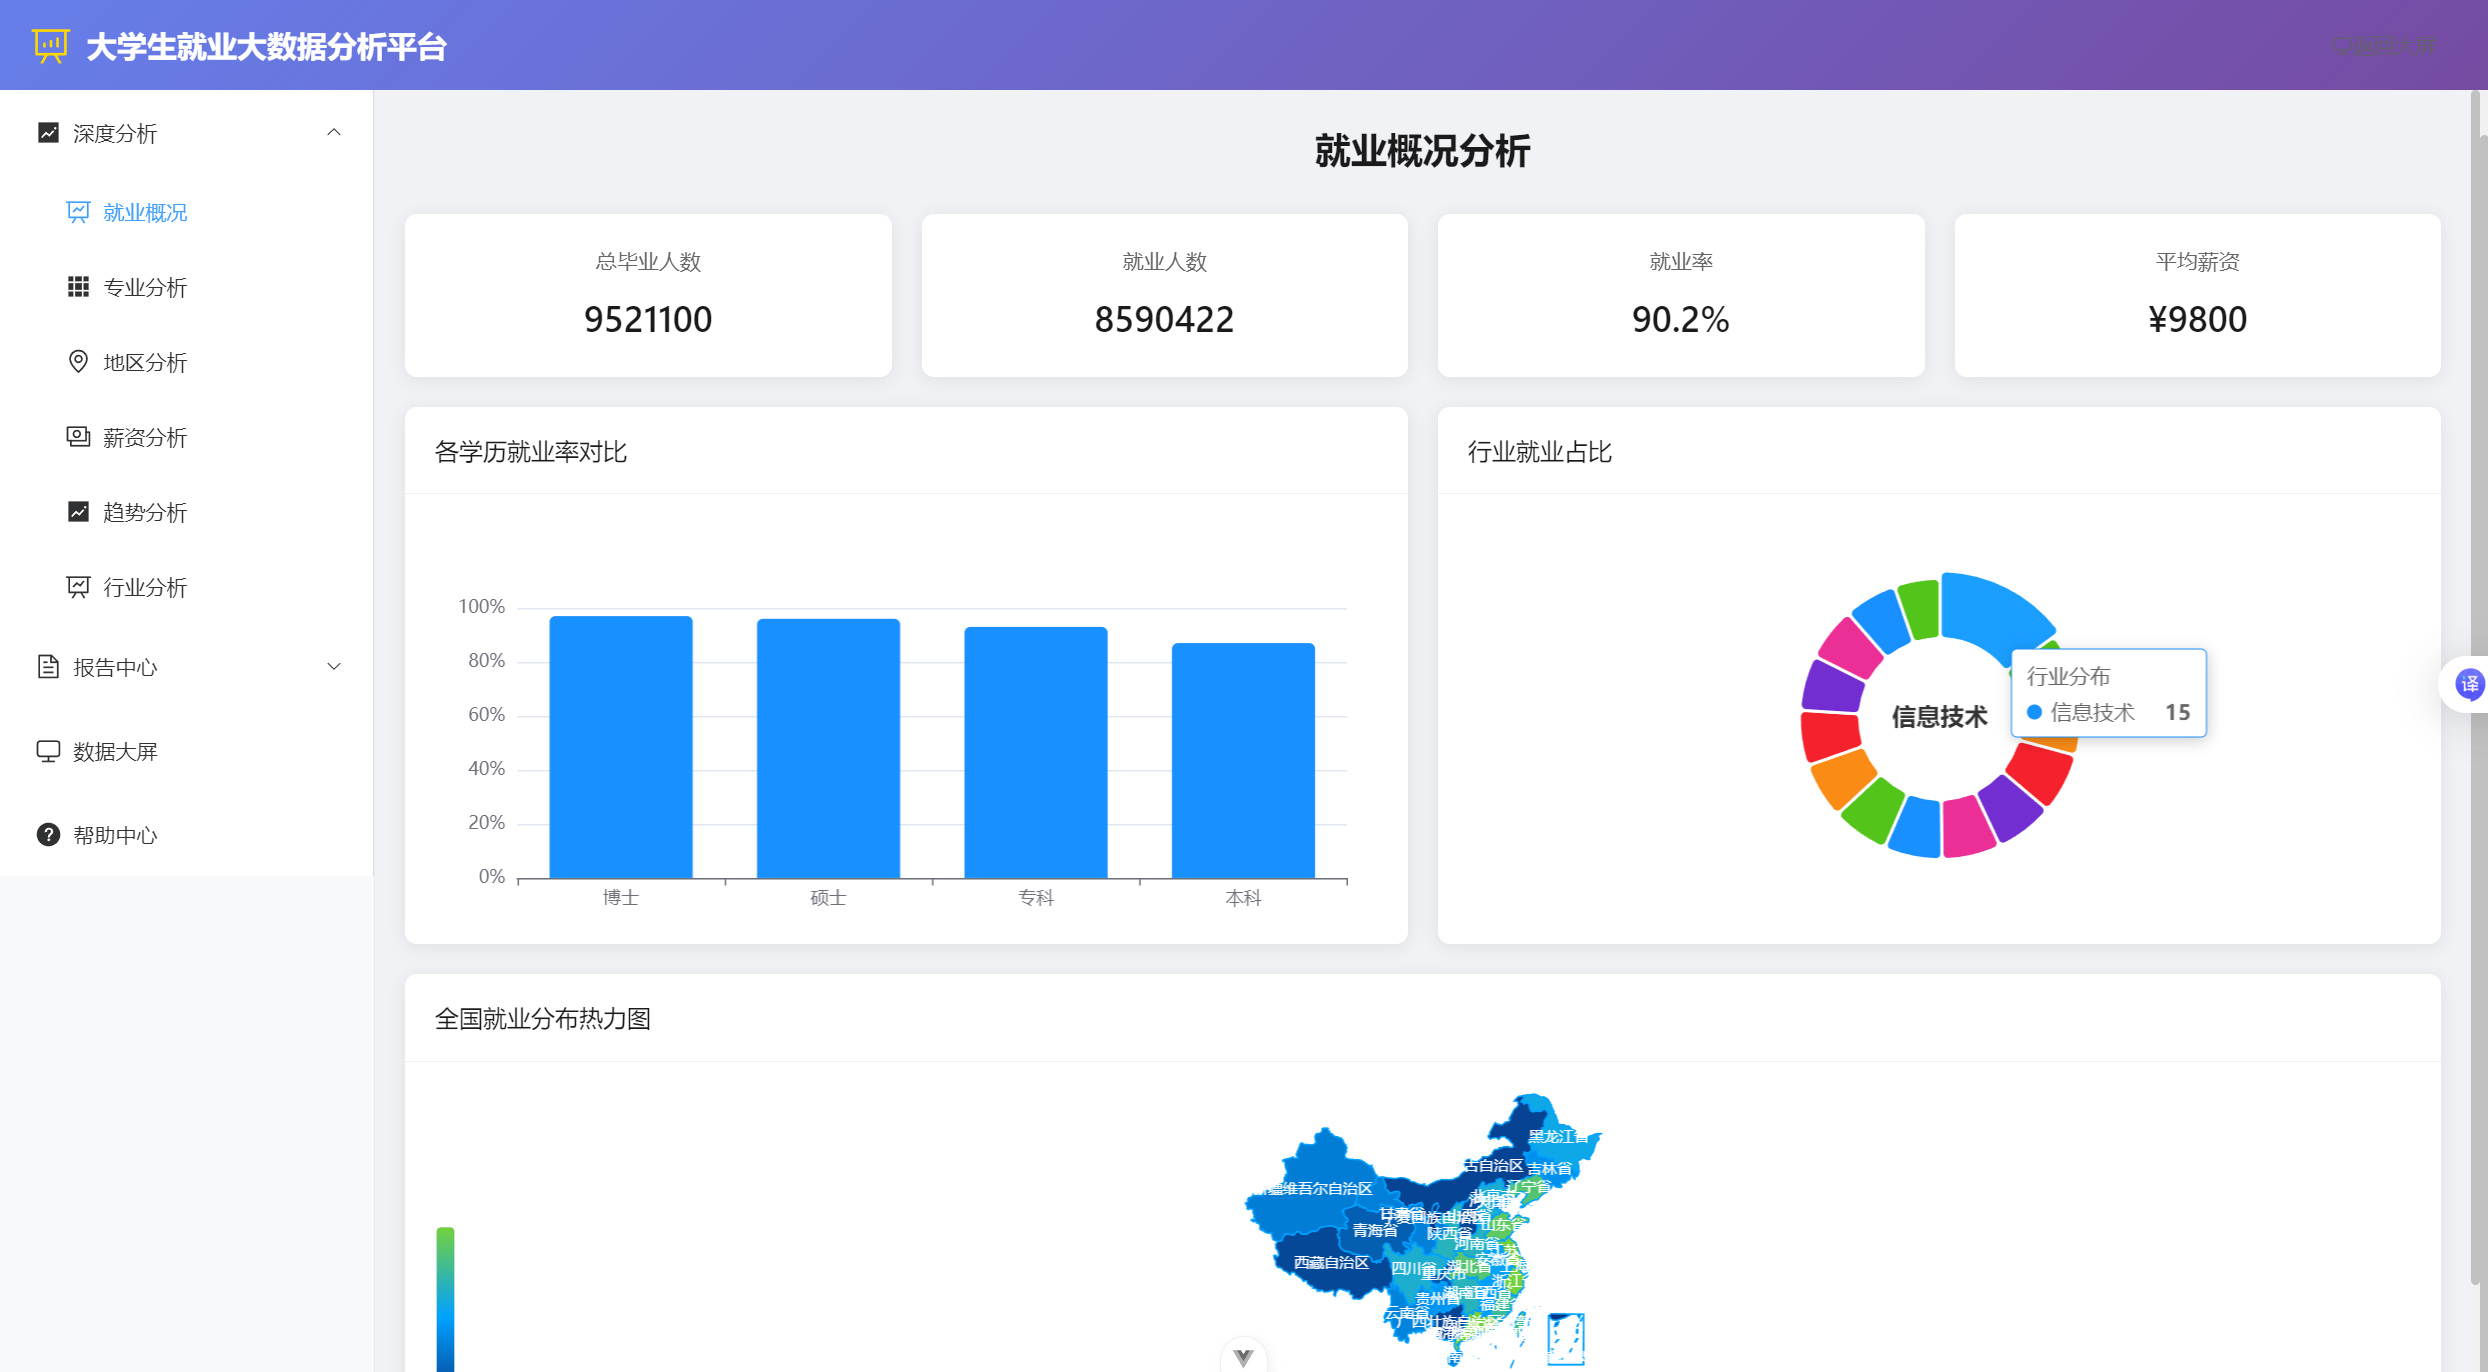 大学生就业大数据分析平台
深度分析
就业概况
专业分析
地区分析
薪资分析
趋势分析
行业分析
报告中心
数据大屏
帮助中心
就业概况分析
总毕业人数
9521100
就业人数
8590422
就业率
90.2%
平均薪资
¥9800
各学历就业率对比
100%
80%
60%
40%
20%
0%
博士
硕士
专科
本科
行业就业占比
信息技术
行业分布
信息技术 15
译
全国就业分布热力图
黑龙江省
古自治区
吉林省
辽宁省
维吾尔自治区
青海省
陕西省
山东省
河南省
西藏自治区
四川省
重庆市
湖北省
浙江
贵州省
福建
云南省